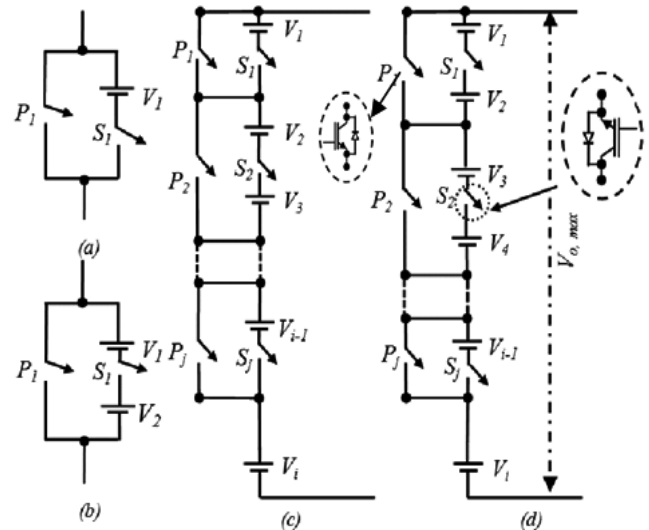 P1
V1
S1
(a)
P1
V1
S1
V2
(b)
V1
P1
S1
V2
P2
S2
V3
Vi-1
Pj
Sj
Vi
(c)
V1
P1
S1
V2
V3
P2
S2
V4
Vi-1
Pj
Sj
Vi
(d)
Vo, max